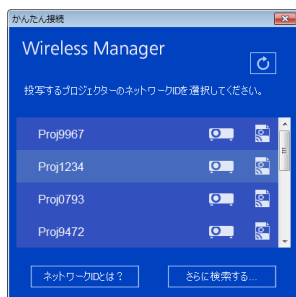 かんたん接続
Wireless Manager
投写するプロジェクターのネットワークIDを選択してください。
Proj9967
Proj1234
Proj0793
Proj9472
ネットワークIDとは？
さらに検索する...